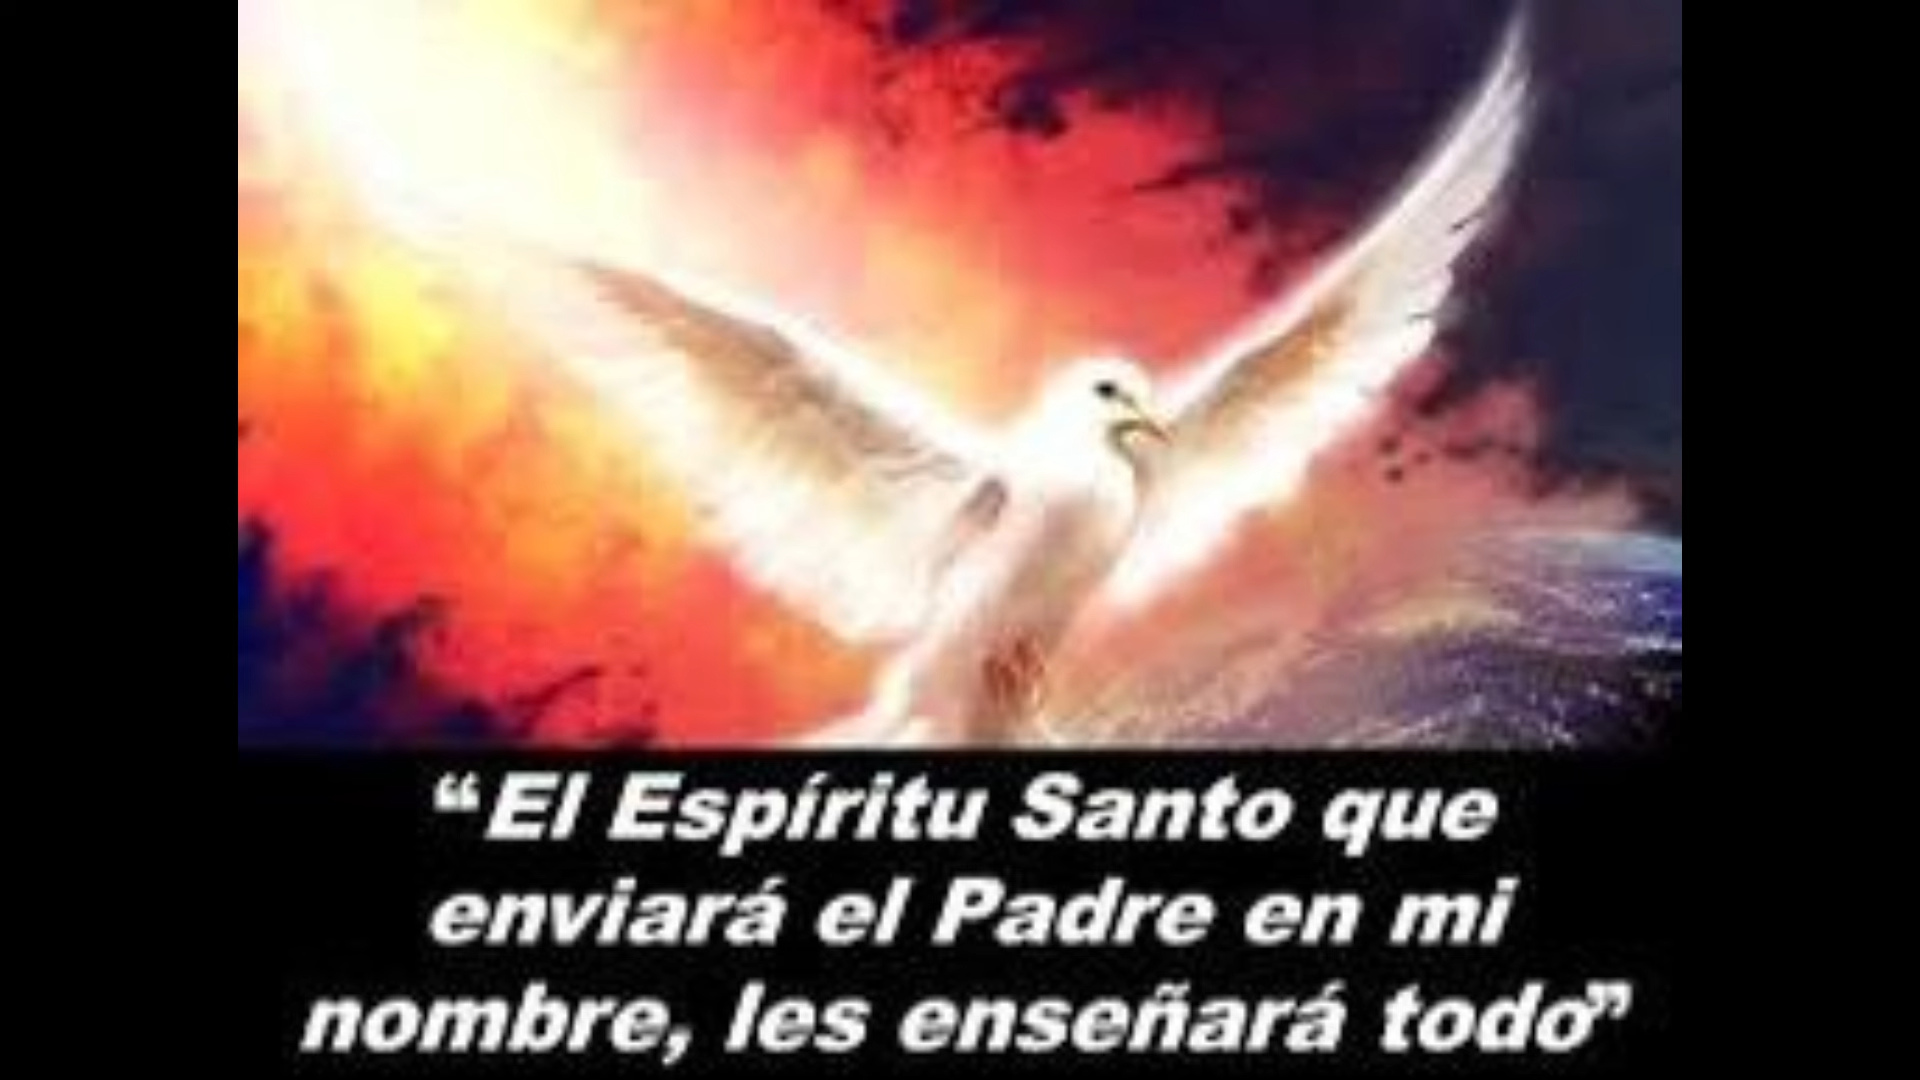 “El Espíritu Santo que
enviará el Padre en mi
nombre, les enseñará todo”